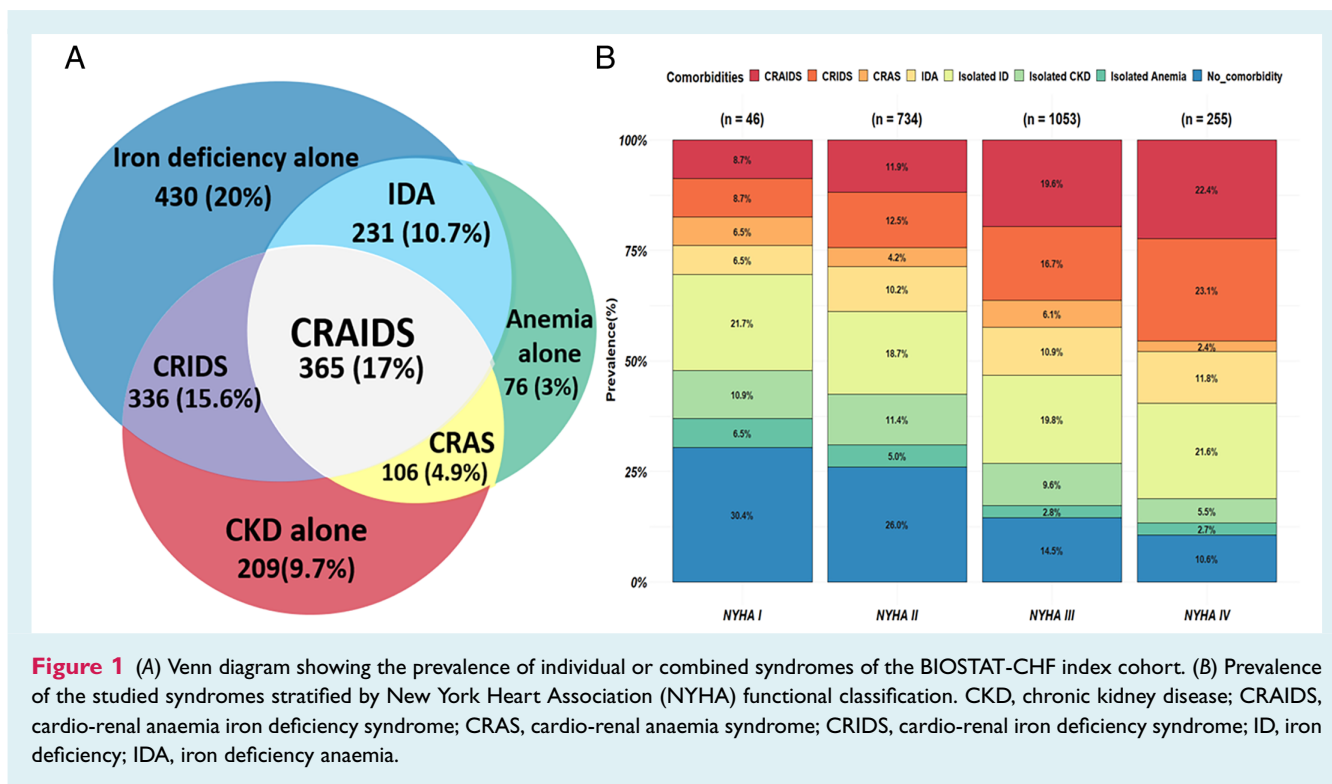 A
Iron deficiency alone
430 (20%)
IDA
231 (10.7%)
CRAIDS
365 (17%)
Anemia
alone
76 (3%)
CRIDS
336 (15.6%)
CRAS
106 (4.9%)
CKD alone
209(9.7%)
B
Comorbidities CRAIDS CRIDS CRAS IDA Isolated ID Isolated CKD Isolated Anemia No_comorbidity
(n = 46) (n = 734) (n = 1053) (n = 255)
Prevalence(%)
100%
75%
50%
25%
0%
8.7%
8.7%
6.5%
6.5%
21.7%
10.9%
6.5%
30.4%
11.9%
12.5%
4.2%
10.2%
18.7%
11.4%
5.0%
26.0%
19.6%
16.7%
6.1%
10.9%
19.8%
9.6%
2.8%
14.5%
22.4%
23.1%
2.4%
11.8%
21.6%
5.5%
2.7%
10.6%
NYHA I NYHA II NYHA III NYHA IV
Figure 1 (A) Venn diagram showing the prevalence of individual or combined syndromes of the BIOSTAT-CHF index cohort. (B) Prevalence
of the studied syndromes stratified by New York Heart Association (NYHA) functional classification. CKD, chronic kidney disease; CRAIDS,
cardio-renal anaemia iron deficiency syndrome; CRAS, cardio-renal anaemia syndrome; CRIDS, cardio-renal iron deficiency syndrome; ID, iron
deficiency; IDA, iron deficiency anaemia.